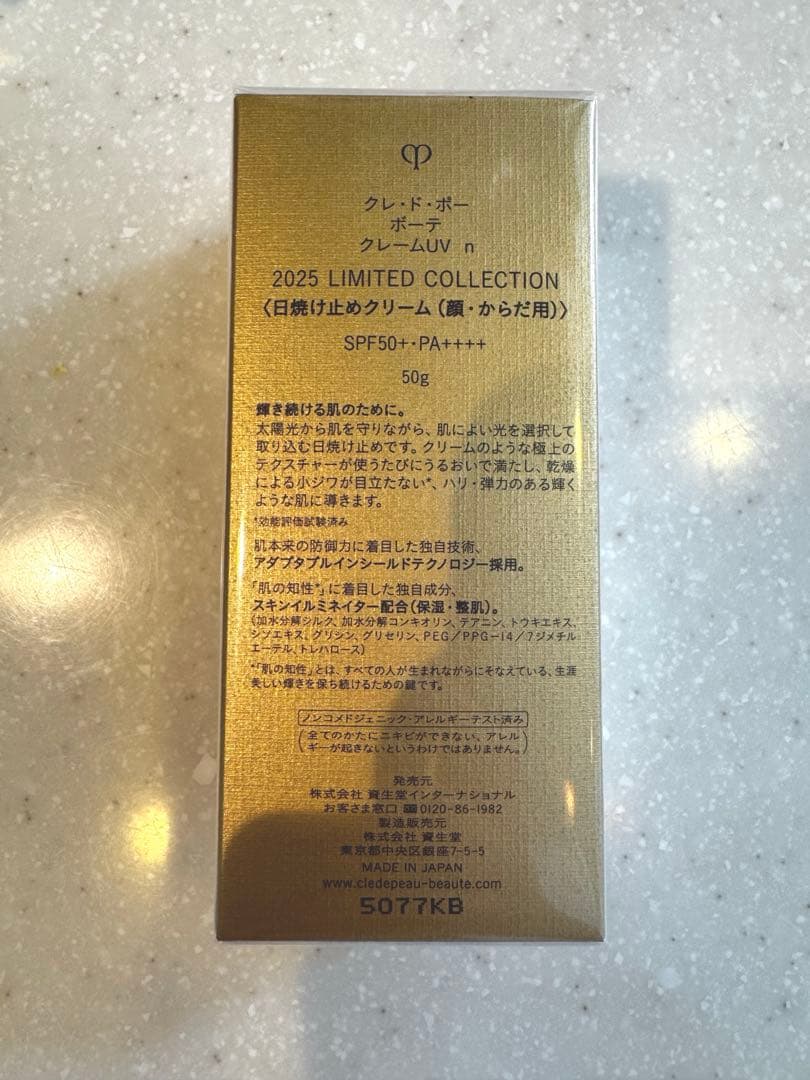 クレ・ド・ポー
ボーテ
クレームUV n
2025 LIMITED COLLECTION
〈日焼け止めクリーム（顔・からだ用）〉
SPF50+・PA++++
50g
輝き続ける肌のために。
太陽光から肌を守りながら、肌によい光を選択して
取り込む日焼け止めです。クリームのような極上の
テクスチャーが使うたびにうるおいで満たし、乾燥
による小ジワが目立たない*、ハリ・弾力のある輝く
ような肌に導きます。
*効能評価試験済み
肌本来の防御力に着目した独自技術、
アダプタブルインシールドテクノロジー採用。
「肌の知性*」に着目した独自成分、
スキンイルミネイター配合（保湿・整肌）。
（加水分解シルク、加水分解コンキオリン、テアニン、トウキエキス、
シソエキス、グリシン、グリセリン、PEG／PPG－14／7ジメチル
エーテル、トレハロース）
*「肌の知性」とは、すべての人が生まれながらにそなえている、生涯
美しい輝きを保ち続けるための鍵です。
ノンコメドジェニック・アレルギーテスト済み
（全てのかたにニキビができない、アレル
ギーが起きないというわけではありません。）
発売元
株式会社 資生堂インターナショナル
お客さま窓口 0120-86-1982
製造販売元
株式会社 資生堂
東京都中央区銀座7-5-5
MADE IN JAPAN
www.cledepeau-beaute.com
5077KB